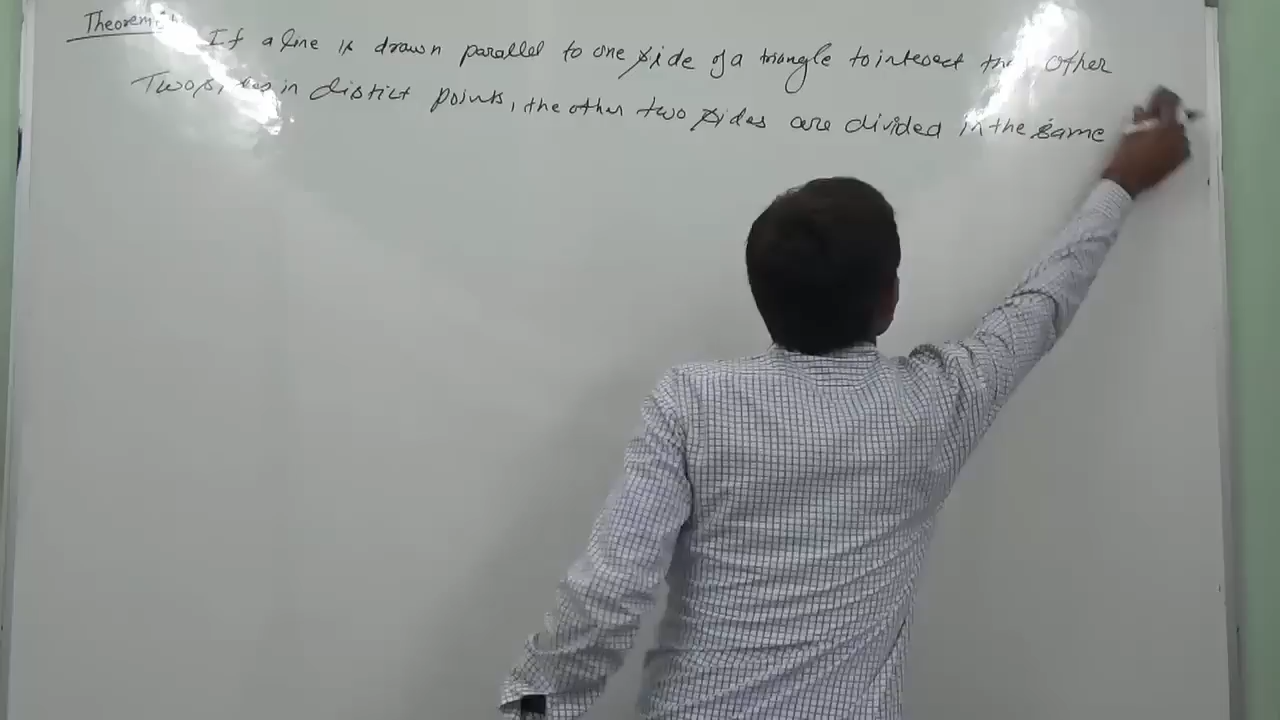 Theorem
If a line is drawn parallel to one side of a triangle to intesect the other
Two sides in distict points, the other two sides are divided in the same